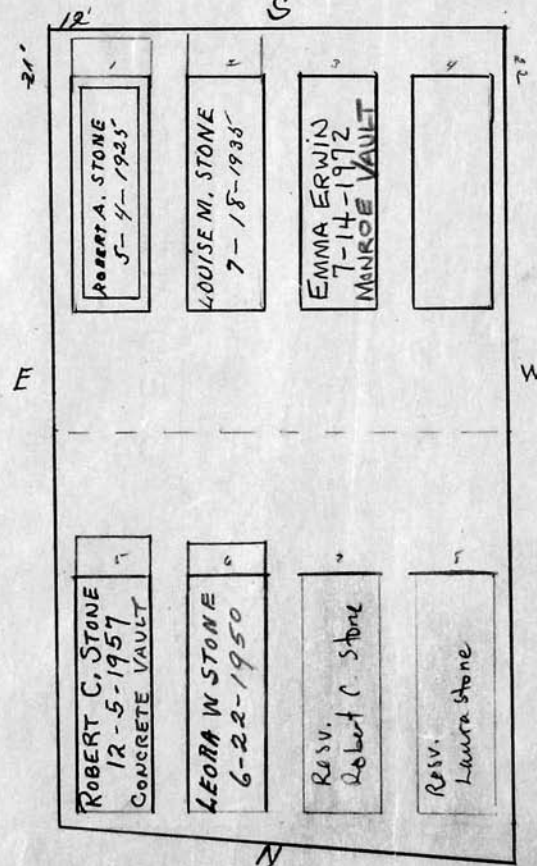 S
12'
21'
1
2
3
4
ROBERT A. STONE
5-4-1925
LOUISE M. STONE
7-18-1935
EMMA ERWIN
7-14-1972
MONROE VAULT
E
W
5
6
7
ROBERT C. STONE
12-5-1957
CONCRETE VAULT
LEORA W STONE
6-22-1950
Resv.
Robert C. Stone
Resv.
Laura Stone
N